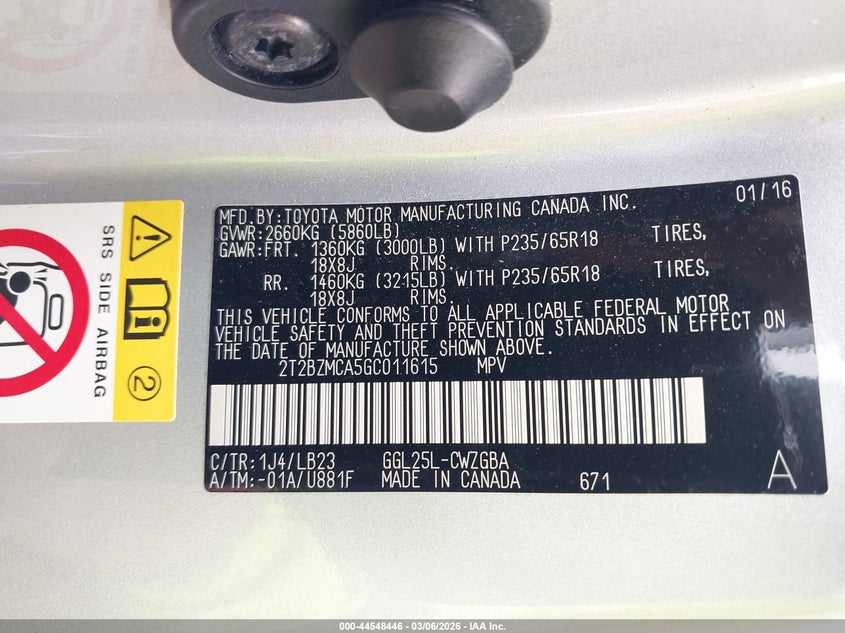 MFD.BY:TOYOTA MOTOR MANUFACTURING CANADA INC. 01/16
GVWR:2660KG (5860LB)
GAWR:FRT. 1360KG (3000LB) WITH P235/65R18 TIRES,
18X8J RIMS.
RR. 1460KG (3215LB) WITH P235/65R18 TIRES,
18X8J RIMS.
THIS VEHICLE CONFORMS TO ALL APPLICABLE FEDERAL MOTOR
VEHICLE SAFETY AND THEFT PREVENTION STANDARDS IN EFFECT ON
THE DATE OF MANUFACTURE SHOWN ABOVE.
2T2BZMCA5GC011615 MPV
C/TR:1J4/LB23 GGL25L-CWZGBA
A/TM:-01A/U881F MADE IN CANADA 671 A
SRS SIDE AIRBAG
2
000-44548446 - 03/06/2026 - IAA Inc.